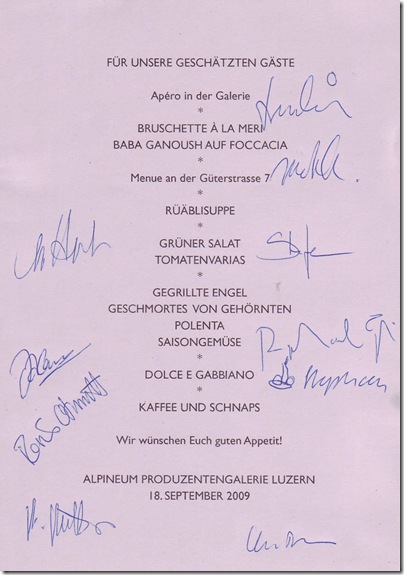 FÜR UNSERE GESCHÄTZTEN GÄSTE
Apéro in der Galerie
*
BRUSCHETTE À LA MERI
BABA GANOUSH AUF FOCCACIA
*
Menue an der Güterstrasse 7
*
RÜÄBLISUPPE
*
GRÜNER SALAT
TOMATENVARIAS
*
GEGRILLTE ENGEL
GESCHMORTES VON GEHÖRNTEN
POLENTA
SAISONGEMÜSE
*
DOLCE E GABBIANO
*
KAFFEE UND SCHNAPS
Wir wünschen Euch guten Appetit!
ALPINEUM PRODUZENTENGALERIE LUZERN
18. SEPTEMBER 2009